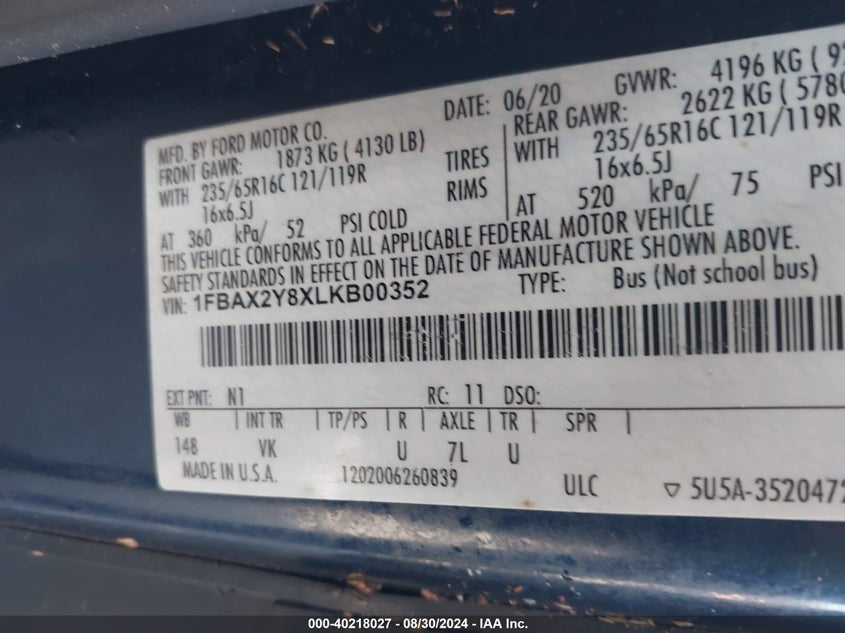 MFD. BY FORD MOTOR CO. DATE: 06/20 GVWR: 4196 KG (
FRONT GAWR: 1873 KG ( 4130 LB) REAR GAWR: 2622 KG ( 5780
WITH 235/65R16C 121/119R TIRES WITH 235/65R16C 121/119R
16x6.5J RIMS 16x6.5J
AT 360 kPa/ 52 PSI COLD AT 520 kPa/ 75 PSI
THIS VEHICLE CONFORMS TO ALL APPLICABLE FEDERAL MOTOR VEHICLE
SAFETY STANDARDS IN EFFECT ON THE DATE OF MANUFACTURE SHOWN ABOVE.
VIN: 1FBAX2Y8XLKB00352 TYPE: Bus (Not school bus)
EXT PNT: N1 RC: 11 DSO:
WB | INT TR | TP/PS | R | AXLE | TR | SPR |
148 VK U 7L U
MADE IN U.S.A. 1202006260839 ULC ▽ 5U5A-3520472
000-40218027 - 08/30/2024 - IAA Inc.